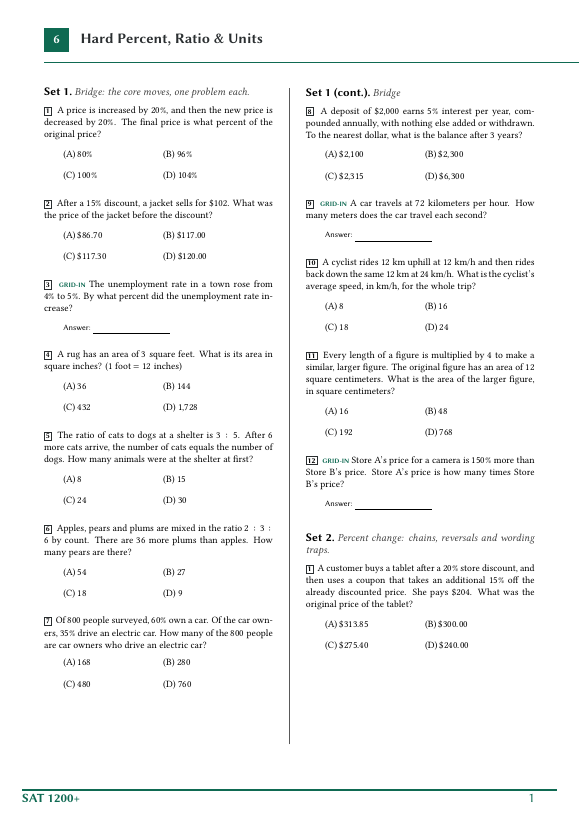 6
Hard Percent, Ratio & Units
Set 1. Bridge: the core moves, one problem each.
1 A price is increased by 20%, and then the new price is
decreased by 20%. The final price is what percent of the
original price?
(A) 80% (B) 96%
(C) 100% (D) 104%
2 After a 15% discount, a jacket sells for $102. What was
the price of the jacket before the discount?
(A) $86.70 (B) $117.00
(C) $117.30 (D) $120.00
3 GRID-IN The unemployment rate in a town rose from
4% to 5%. By what percent did the unemployment rate in-
crease?
Answer:
4 A rug has an area of 3 square feet. What is its area in
square inches? (1 foot = 12 inches)
(A) 36 (B) 144
(C) 432 (D) 1,728
5 The ratio of cats to dogs at a shelter is 3 : 5. After 6
more cats arrive, the number of cats equals the number of
dogs. How many animals were at the shelter at first?
(A) 8 (B) 15
(C) 24 (D) 30
6 Apples, pears and plums are mixed in the ratio 2 : 3 :
6 by count. There are 36 more plums than apples. How
many pears are there?
(A) 54 (B) 27
(C) 18 (D) 9
7 Of 800 people surveyed, 60% own a car. Of the car own-
ers, 35% drive an electric car. How many of the 800 people
are car owners who drive an electric car?
(A) 168 (B) 280
(C) 480 (D) 760
Set 1 (cont.). Bridge
8 A deposit of $2,000 earns 5% interest per year, com-
pounded annually, with nothing else added or withdrawn.
To the nearest dollar, what is the balance after 3 years?
(A) $2,100 (B) $2,300
(C) $2,315 (D) $6,300
9 GRID-IN A car travels at 72 kilometers per hour. How
many meters does the car travel each second?
Answer:
10 A cyclist rides 12 km uphill at 12 km/h and then rides
back down the same 12 km at 24 km/h. What is the cyclist's
average speed, in km/h, for the whole trip?
(A) 8 (B) 16
(C) 18 (D) 24
11 Every length of a figure is multiplied by 4 to make a
similar, larger figure. The original figure has an area of 12
square centimeters. What is the area of the larger figure,
in square centimeters?
(A) 16 (B) 48
(C) 192 (D) 768
12 GRID-IN Store A's price for a camera is 150% more than
Store B's price. Store A's price is how many times Store
B's price?
Answer:
Set 2. Percent change: chains, reversals and wording
traps.
1 A customer buys a tablet after a 20% store discount, and
then uses a coupon that takes an additional 15% off the
already discounted price. She pays $204. What was the
original price of the tablet?
(A) $313.85 (B) $300.00
(C) $275.40 (D) $240.00
SAT 1200+
1